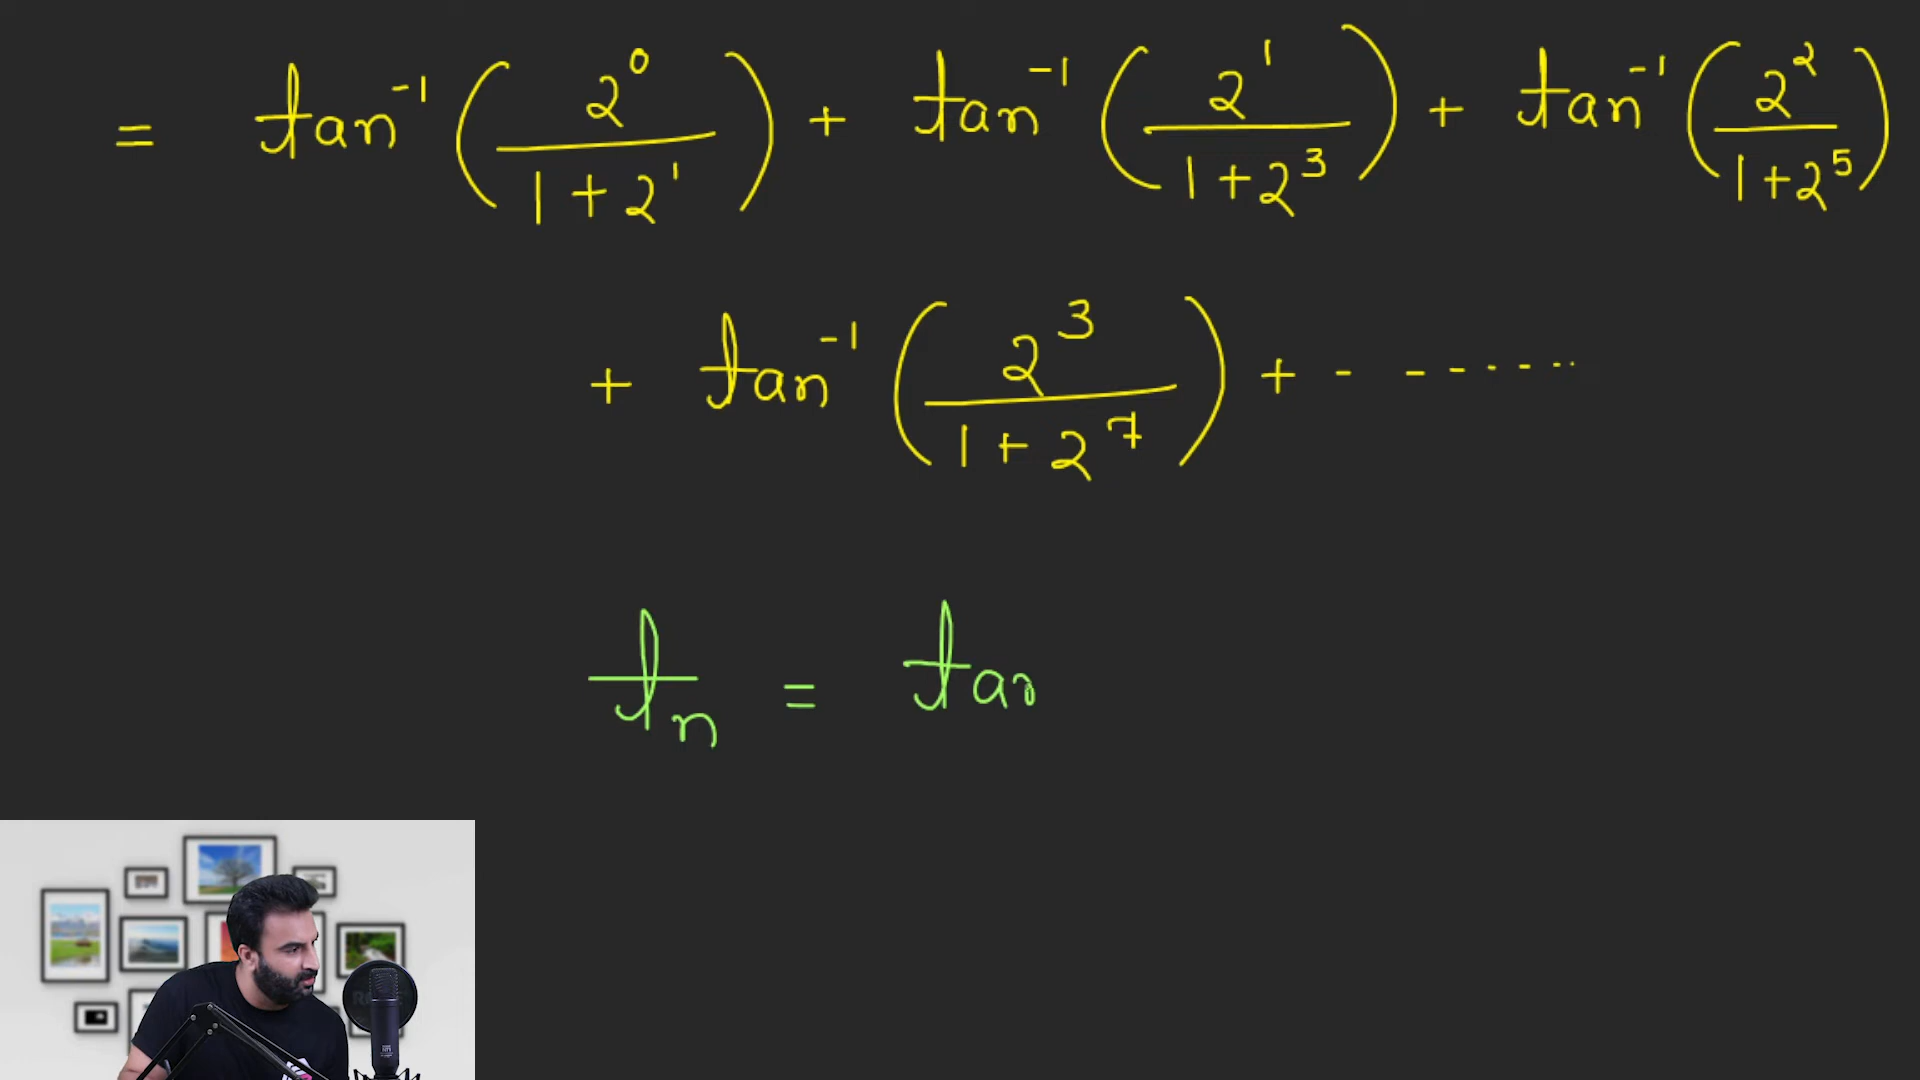 = tan⁻¹(2⁰/(1+2¹)) + tan⁻¹(2¹/(1+2³)) + tan⁻¹(2²/(1+2⁵))
+ tan⁻¹(2³/(1+2⁷)) + - - - - - - - -
tₙ = tan